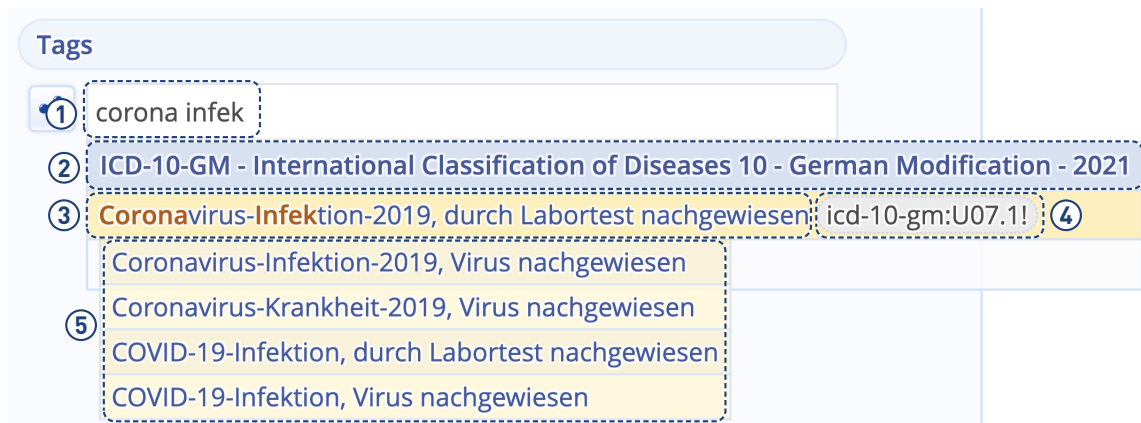 Tags
1 corona infek
2 ICD-10-GM - International Classification of Diseases 10 - German Modification - 2021
3 Coronavirus-Infektion-2019, durch Labortest nachgewiesen icd-10-gm:U07.1! 4
Coronavirus-Infektion-2019, Virus nachgewiesen
Coronavirus-Krankheit-2019, Virus nachgewiesen
5
COVID-19-Infektion, durch Labortest nachgewiesen
COVID-19-Infektion, Virus nachgewiesen